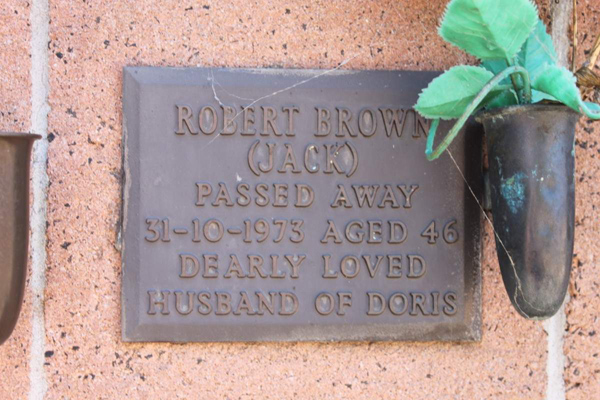 ROBERT BROWN
(JACK)
PASSED AWAY
31-10-1973 AGED 46
DEARLY LOVED
HUSBAND OF DORIS